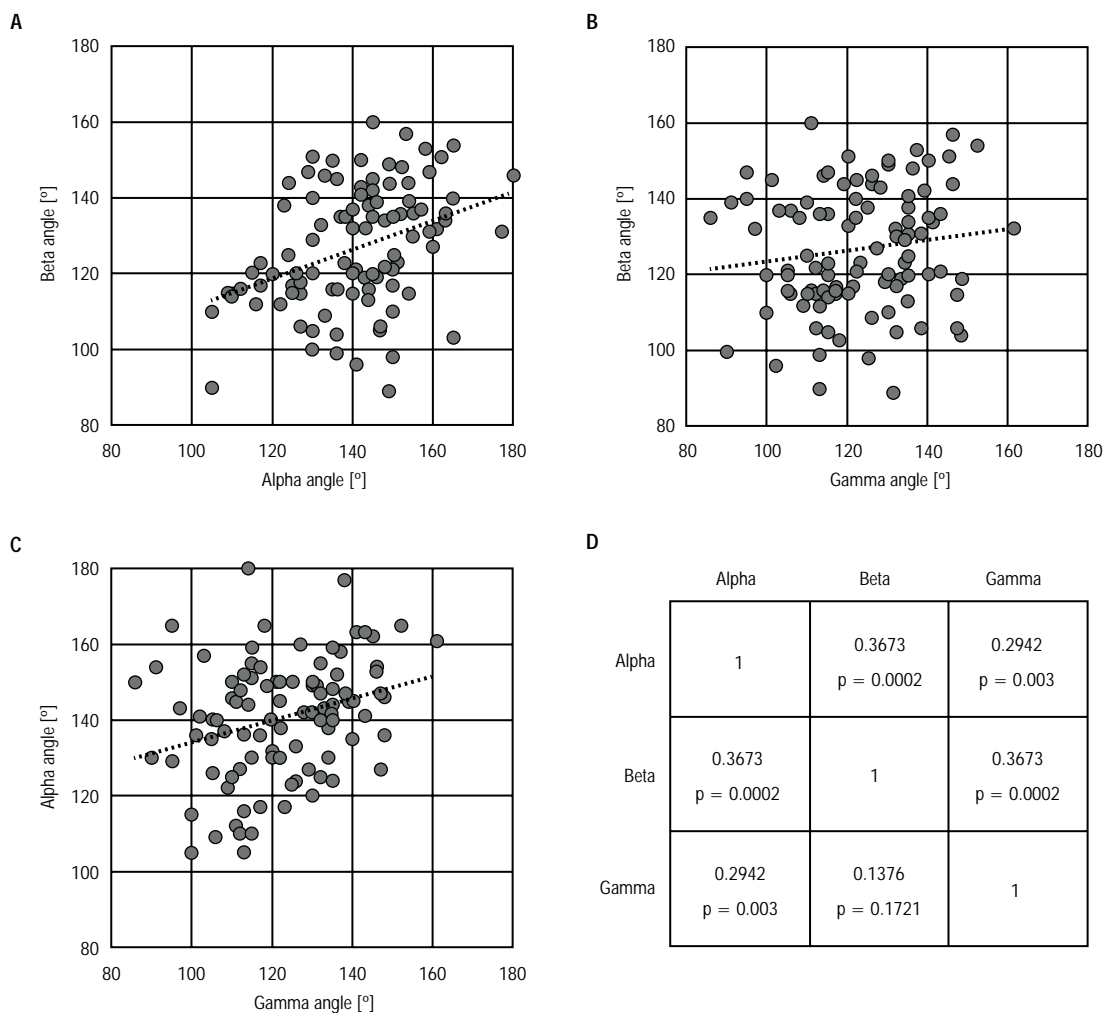 A
180
160
140
120
100
80
Beta angle [º]
80 100 120 140 160 180
Alpha angle [º]
B
180
160
140
120
100
80
Beta angle [º]
80 100 120 140 160 180
Gamma angle [º]
C
180
160
140
120
100
80
Alpha angle [º]
80 100 120 140 160 180
Gamma angle [º]
D
Alpha Beta Gamma
Alpha 1 0.3673 0.2942
p = 0.0002 p = 0.003
Beta 0.3673 1 0.3673
p = 0.0002 p = 0.0002
Gamma 0.2942 0.1376 1
p = 0.003 p = 0.1721